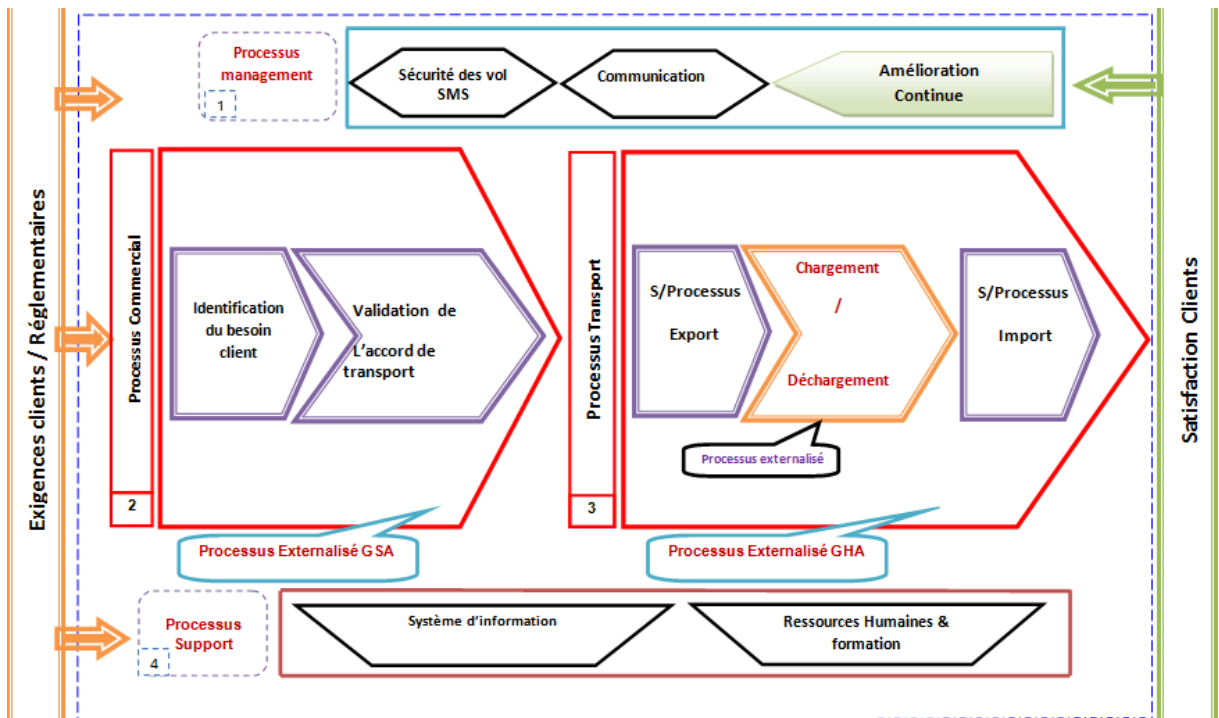 Exigences clients / Réglementaires
Processus
management
1
Sécurité des vol
SMS
Communication
Amélioration
Continue
Processus Commercial
2
Identification
du besoin
client
Validation de
L'accord de
transport
Processus Externalisé GSA
Processus Transport
3
S/Processus
Export
Chargement
/
Déchargement
Processus externalisé
S/Processus
Import
Processus Externalisé GHA
Processus
Support
4
Système d'information
Ressources Humaines &
formation
Satisfaction Clients